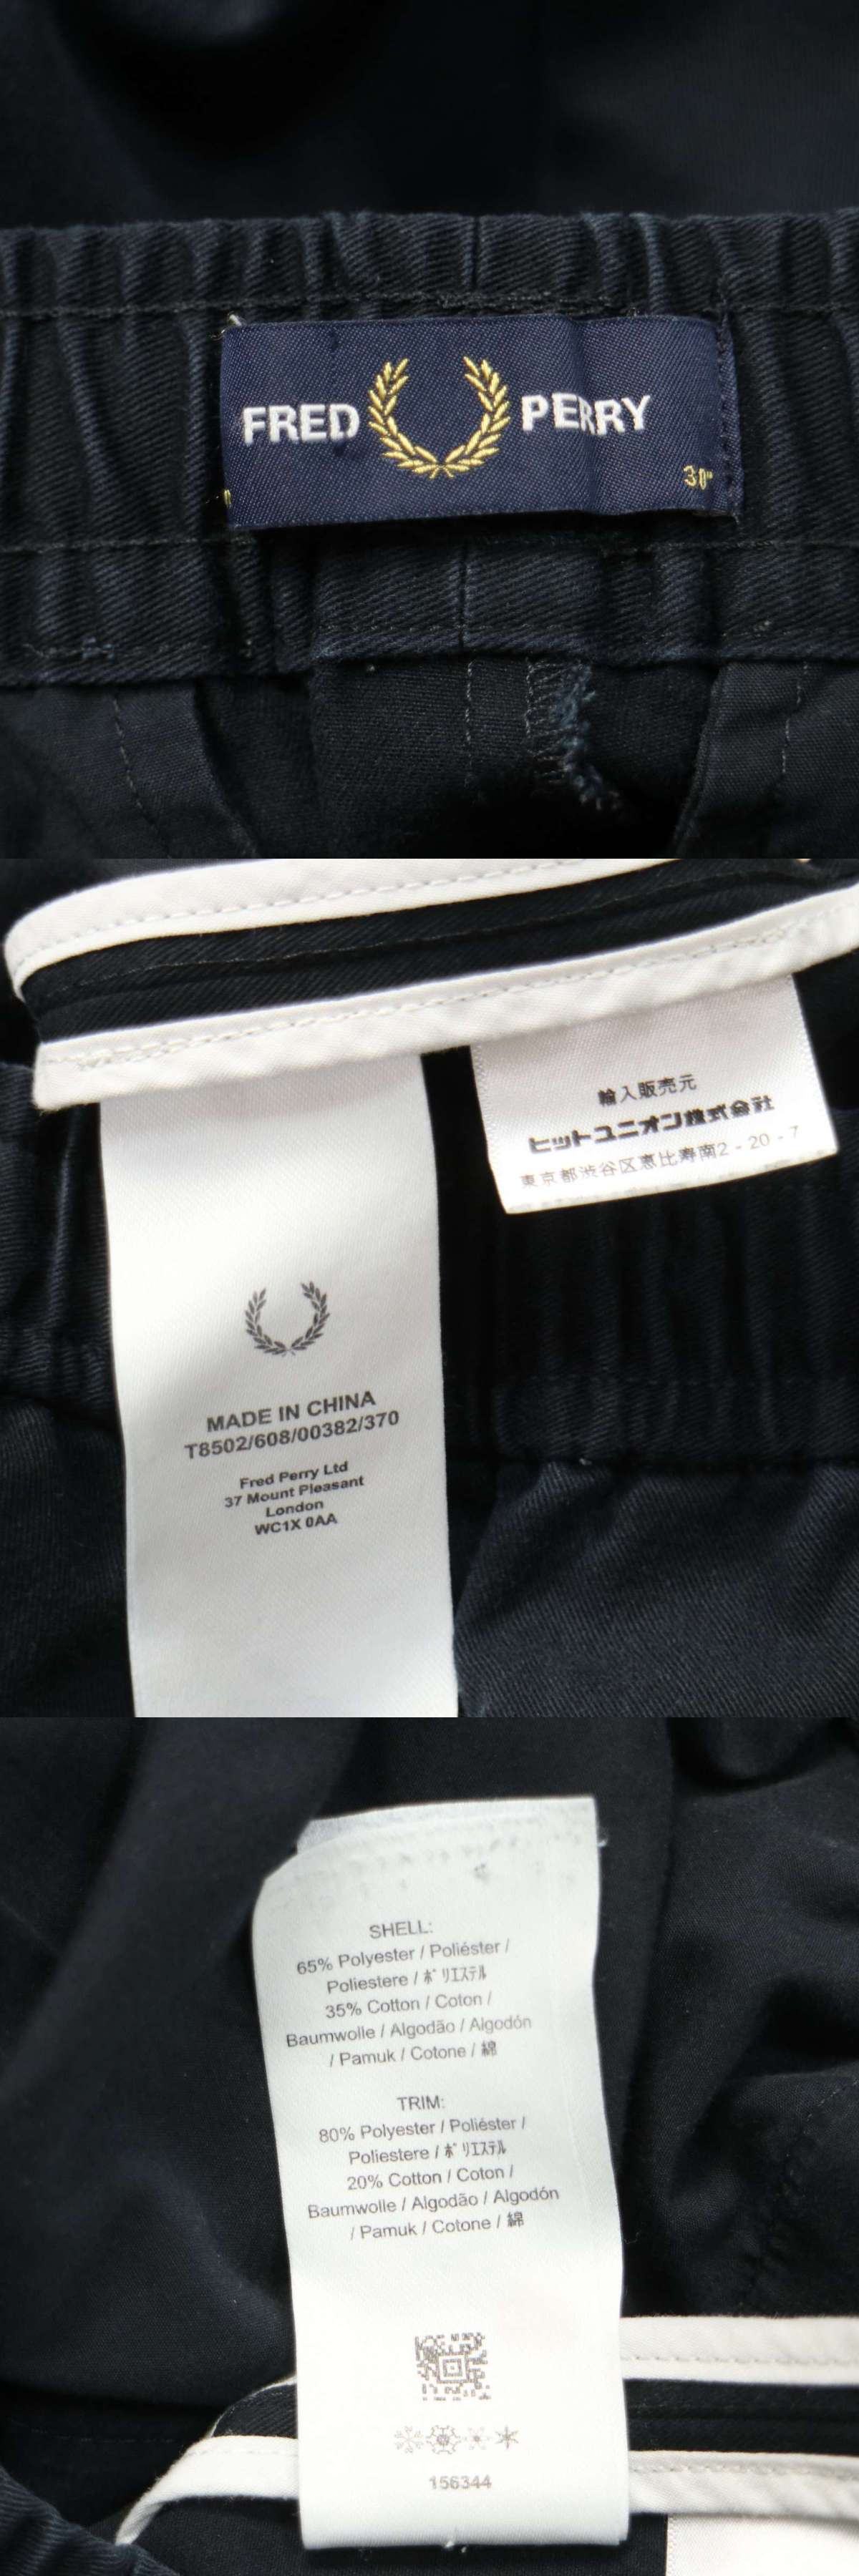 FRED PERRY
30"
輸入販売元
ヒットユニオン株式会社
東京都渋谷区恵比寿南2-20-7
MADE IN CHINA
T8502/608/00382/370
Fred Perry Ltd
37 Mount Pleasant
London
WC1X 0AA
SHELL:
65% Polyester / Poliéster /
Poliestere / ポリエステル
35% Cotton / Coton /
Baumwolle / Algodão / Algodón
/ Pamuk / Cotone / 綿
TRIM:
80% Polyester / Poliéster /
Poliestere / ポリエステル
20% Cotton / Coton /
Baumwolle / Algodão / Algodón
/ Pamuk / Cotone / 綿
156344